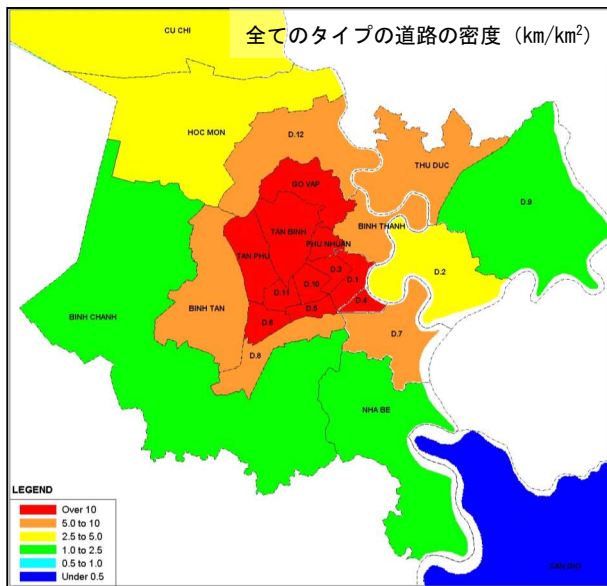 全てのタイプの道路の密度（km/km²）
CU CHI
HOC MON
D.12
THU DUC
GO VAP
D.9
BINH THANH
TAN BINH
PHU NHUAN
TAN PHU
D.3
D.1
D.2
D.10
D.11
D.4
D.5
BINH CHANH
BINH TAN
D.6
D.7
D.8
NHA BE
CAN GIO
LEGEND
Over 10
5.0 to 10
2.5 to 5.0
1.0 to 2.5
0.5 to 1.0
Under 0.5